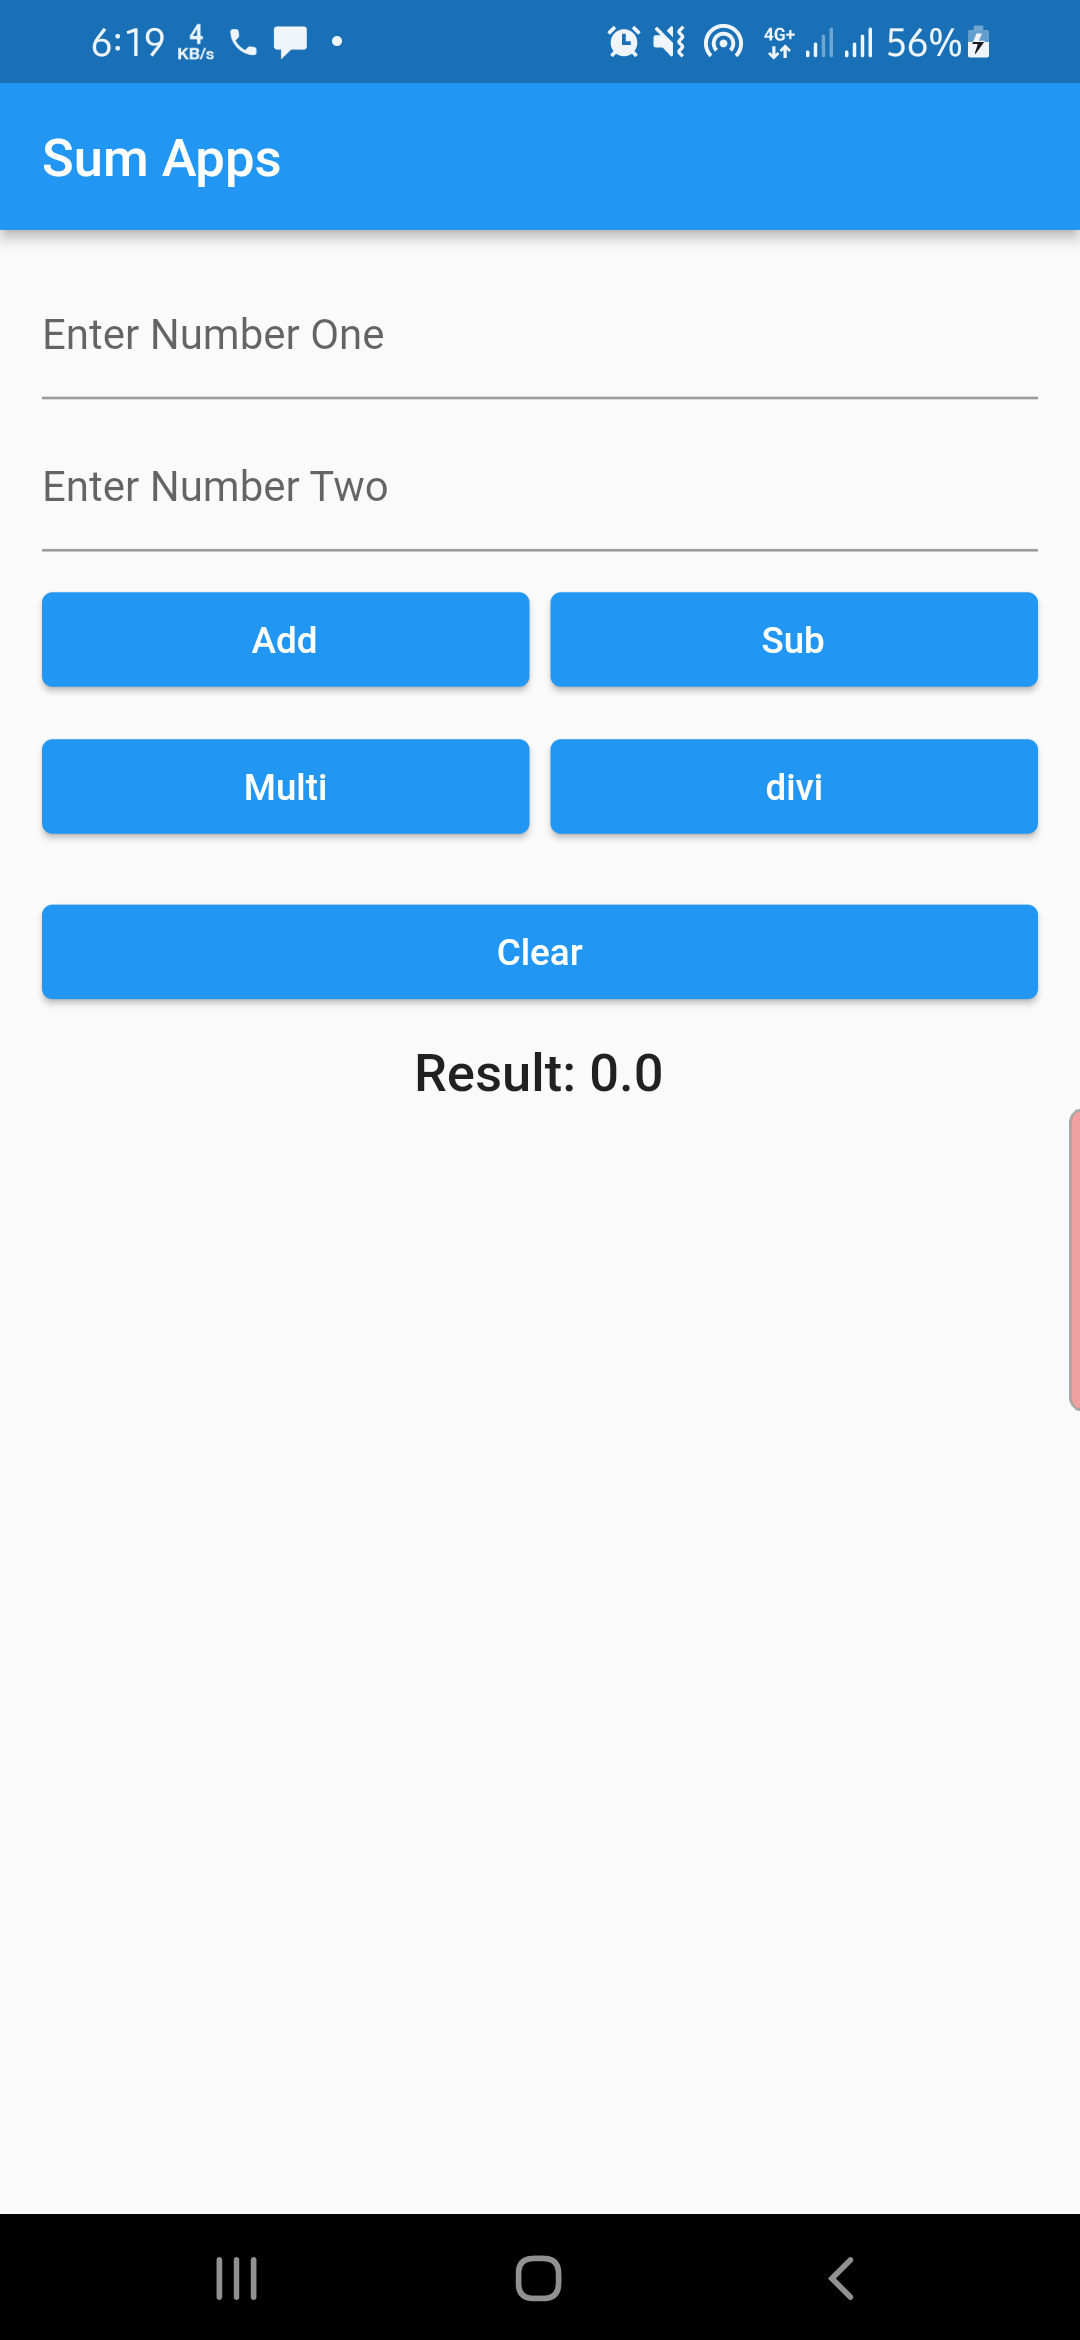 6:19 4 KB/s 4G+ 56%
Sum Apps
Enter Number One
Enter Number Two
Add Sub
Multi divi
Clear
Result: 0.0